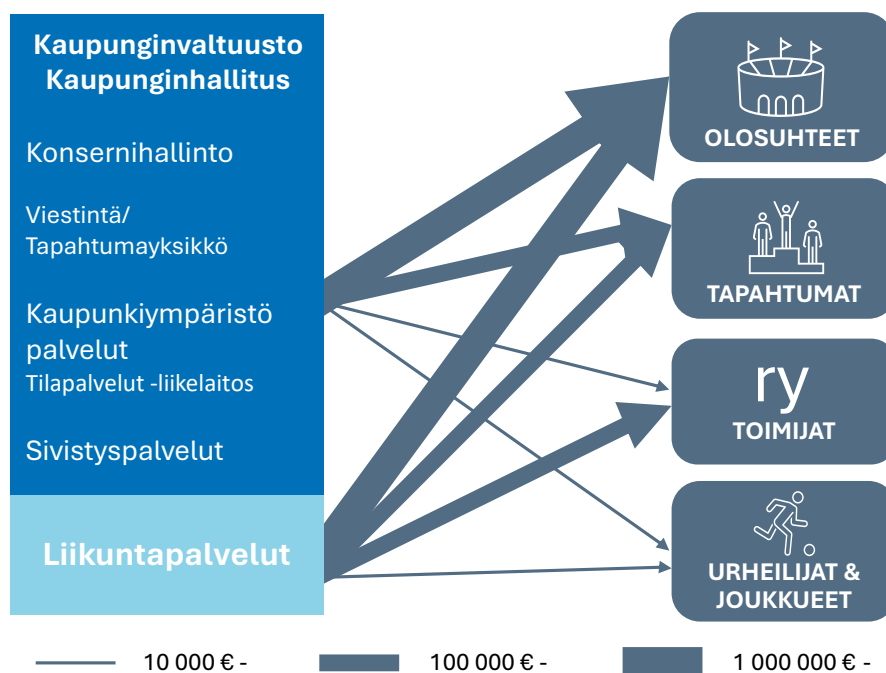 Kaupunginvaltuusto
Kaupunginhallitus
Konsernihallinto
Viestintä/
Tapahtumayksikkö
Kaupunkiympäristö
palvelut
Tilapalvelut -liikelaitos
Sivistyspalvelut
Liikuntapalvelut
OLOSUHTEET
TAPAHTUMAT
ry
TOIMIJAT
URHEILIJAT &
JOUKKUEET
10 000 € -
100 000 € -
1 000 000 € -